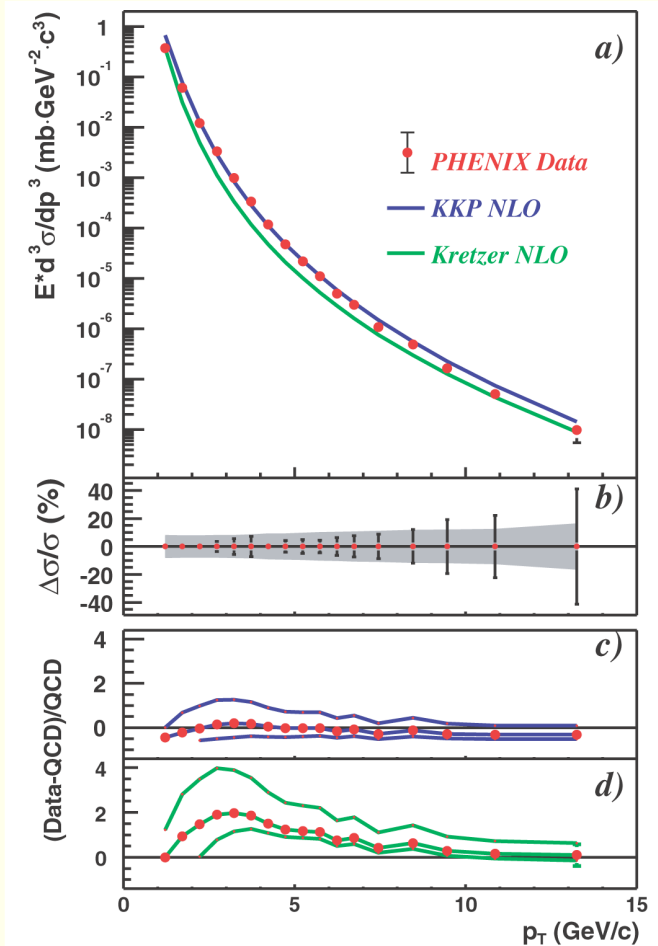 E*d³σ/dp³ (mb·GeV⁻²·c³)
1
10⁻¹
10⁻²
10⁻³
10⁻⁴
10⁻⁵
10⁻⁶
10⁻⁷
10⁻⁸
a)
PHENIX Data
KKP NLO
Kretzer NLO
Δσ/σ (%)
40
20
0
-20
-40
b)
(Data-QCD)/QCD
4
2
0
c)
4
2
0
d)
0 5 10 15
p_T (GeV/c)